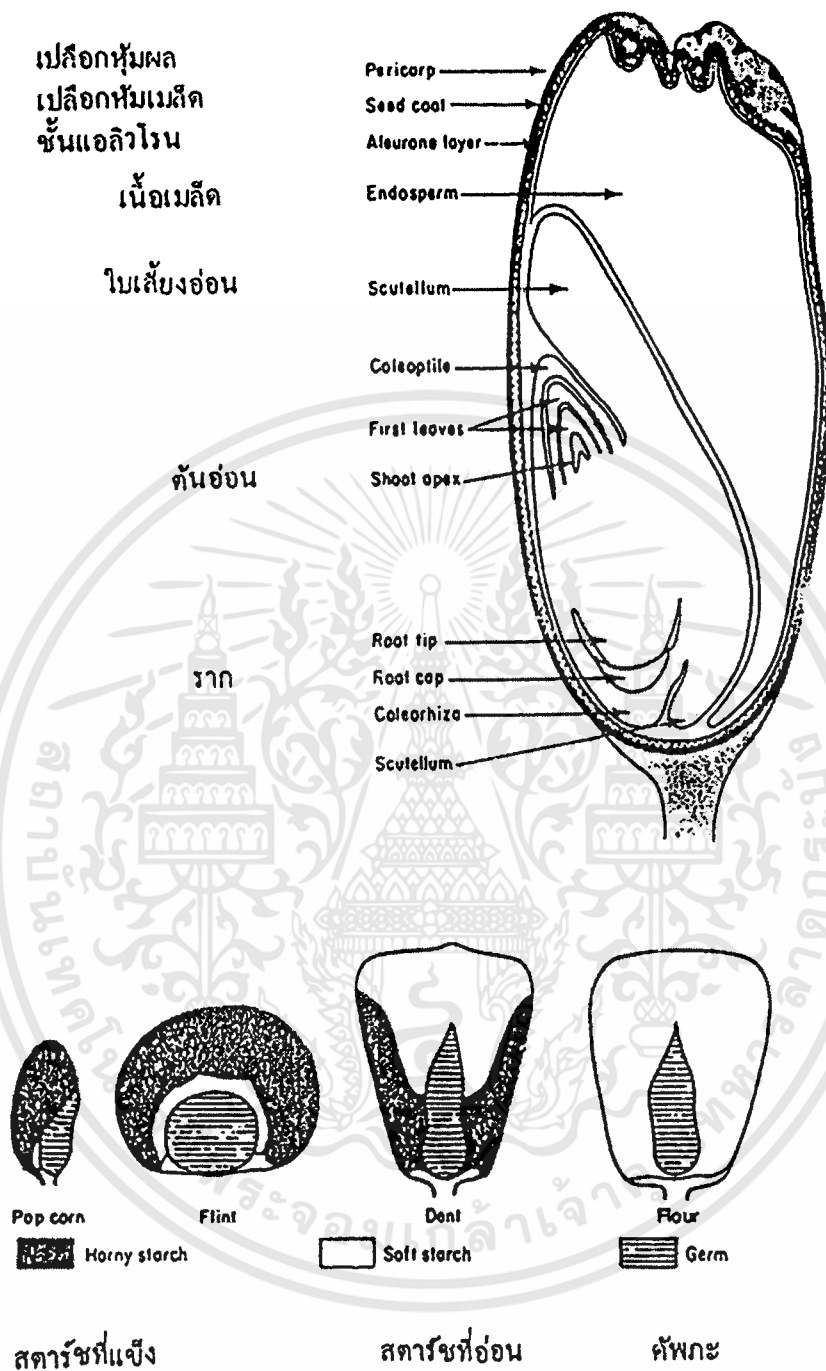 เปลือกหุ้มผล
Pericorp
เปลือกหุ้มเมล็ด
Seed coat
ชั้นแอลิวโรน
Aleurone layer
เนื้อเมล็ด
Endosperm
ใบเลี้ยงอ่อน
Scutellum
Coleoptile
First leaves
ต้นอ่อน
Shoot apex
Root tip
ราก
Root cap
Coleorhiza
Scutellum
Pop corn
Flint
Dent
Flour
Horny starch
Soft starch
Germ
สตาร์ชที่แข็ง
สตาร์ชที่อ่อน
คัพภะ